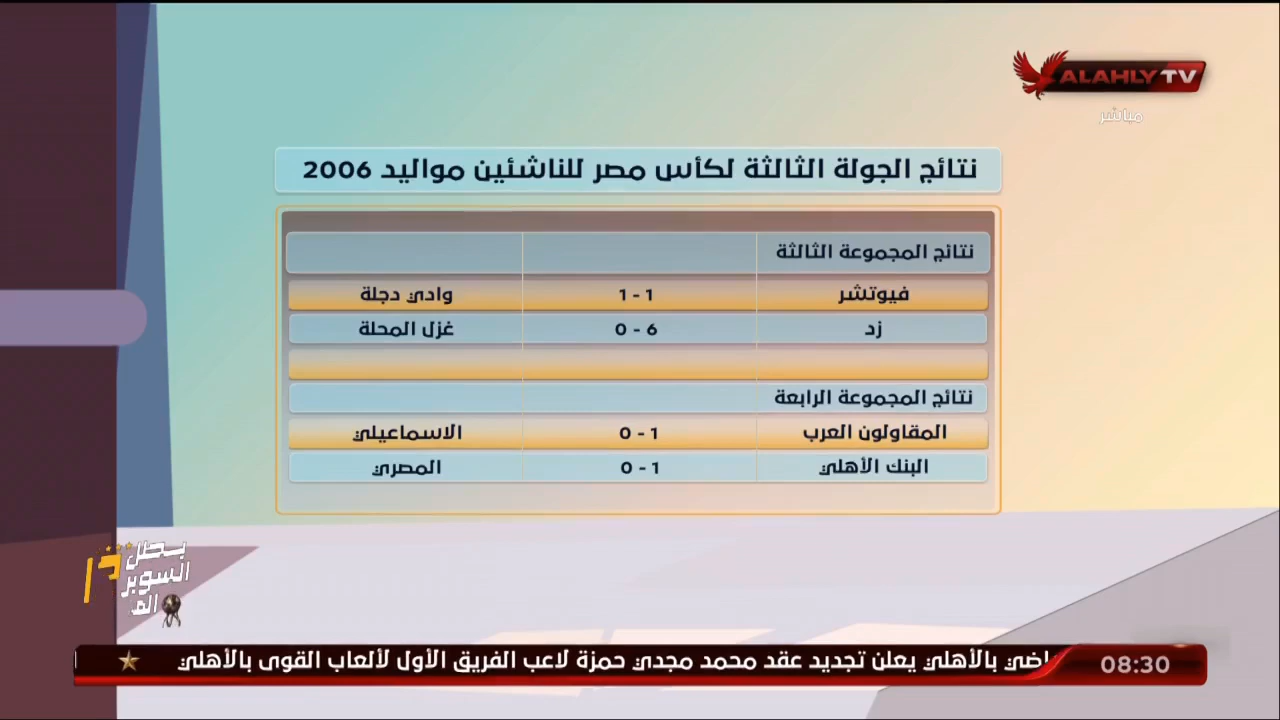 ALAHLY TV
مباشر
نتائج الجولة الثالثة لكأس مصر للناشئين مواليد 2006
نتائج المجموعة الثالثة
فيوتشر 1 - 1 وادي دجلة
زد 6 - 0 غزل المحلة
نتائج المجموعة الرابعة
المقاولون العرب 1 - 0 الاسماعيلي
البنك الأهلي 1 - 0 المصري
بطل
السوبر
بالأهلي يعلن تجديد عقد محمد مجدي حمزة لاعب الفريق الأول لألعاب القوى بالأهلي
08:30